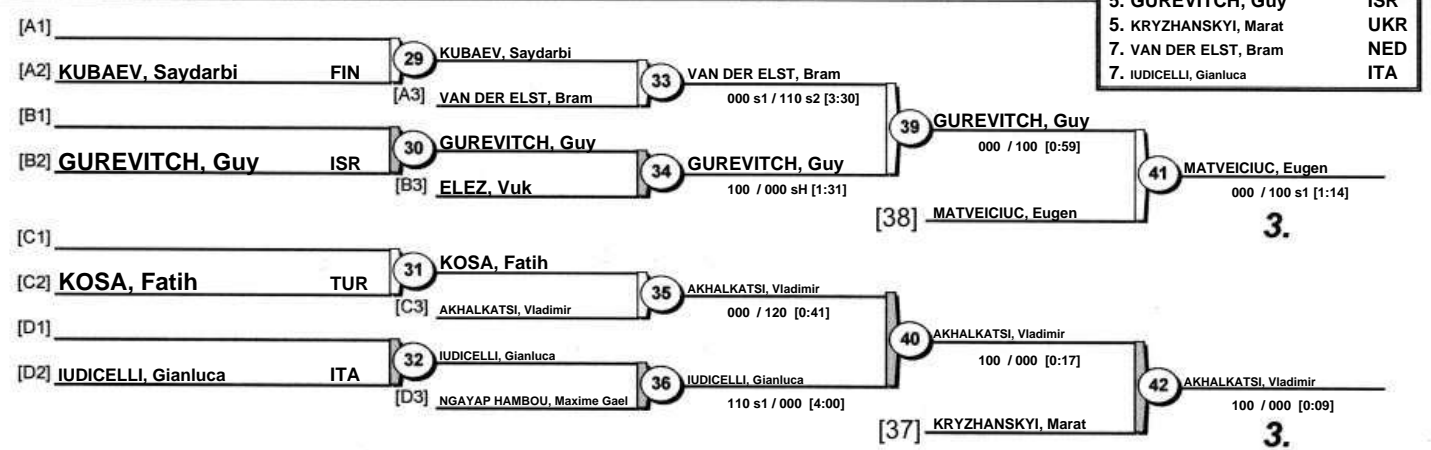 5. GUREVITCH, Guy ISR
5. KRYZHANSKYI, Marat UKR
7. VAN DER ELST, Bram NED
7. IUDICELLI, Gianluca ITA
[A1]
[A2] KUBAEV, Saydarbi FIN
29 KUBAEV, Saydarbi
[A3] VAN DER ELST, Bram
33 VAN DER ELST, Bram
000 s1 / 110 s2 [3:30]
[B1]
[B2] GUREVITCH, Guy ISR
30 GUREVITCH, Guy
[B3] ELEZ, Vuk
34 GUREVITCH, Guy
100 / 000 sH [1:31]
39 GUREVITCH, Guy
000 / 100 [0:59]
[38] MATVEICIUC, Eugen
41 MATVEICIUC, Eugen
000 / 100 s1 [1:14]
3.
[C1]
[C2] KOSA, Fatih TUR
31 KOSA, Fatih
[C3] AKHALKATSI, Vladimir
35 AKHALKATSI, Vladimir
000 / 120 [0:41]
[D1]
[D2] IUDICELLI, Gianluca ITA
32 IUDICELLI, Gianluca
[D3] NGAYAP HAMBOU, Maxime Gael
36 IUDICELLI, Gianluca
110 s1 / 000 [4:00]
40 AKHALKATSI, Vladimir
100 / 000 [0:17]
[37] KRYZHANSKYI, Marat
42 AKHALKATSI, Vladimir
100 / 000 [0:09]
3.